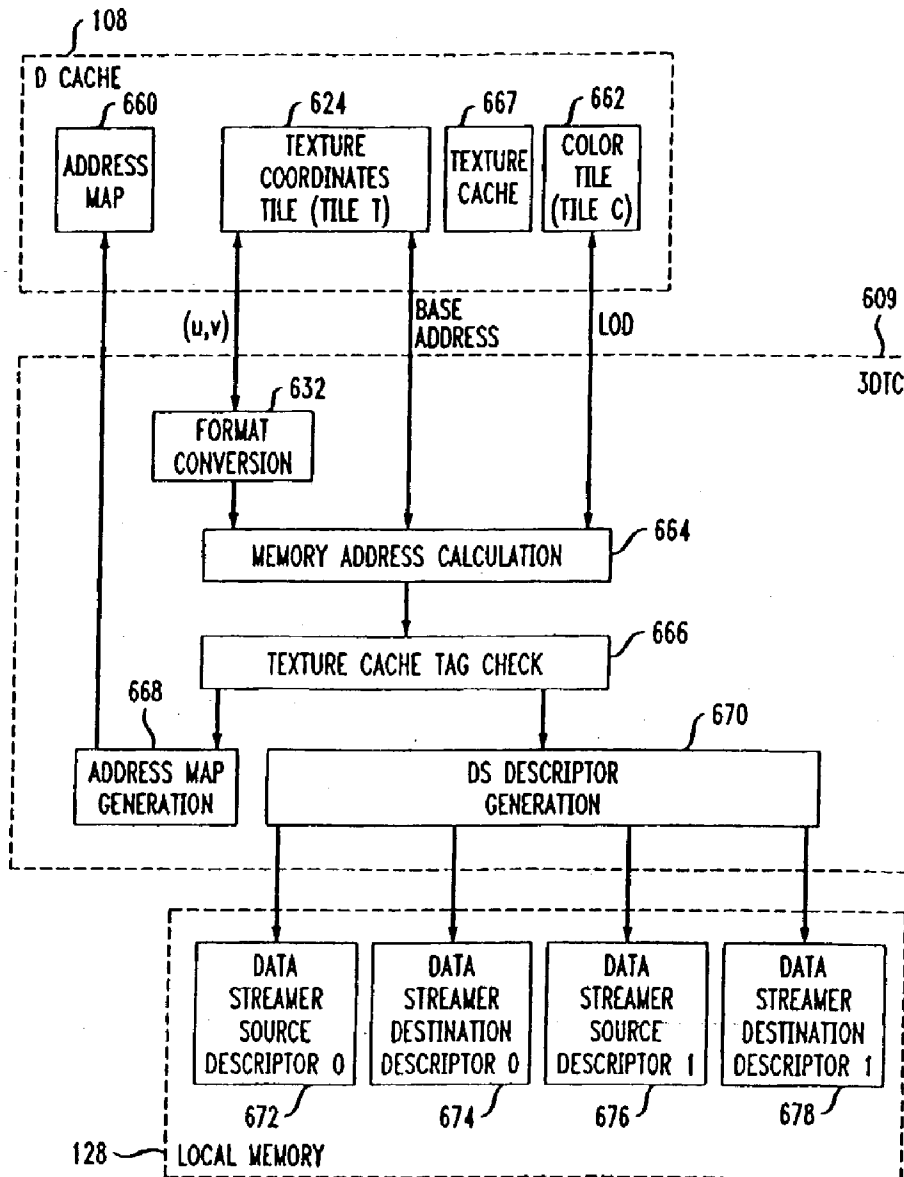 108
D CACHE
660
624
667
662
ADDRESS
MAP
TEXTURE
COORDINATES
TILE (TILE T)
TEXTURE
CACHE
COLOR
TILE
(TILE C)
(u,v)
BASE
ADDRESS
LOD
609
3DTC
632
FORMAT
CONVERSION
MEMORY ADDRESS CALCULATION
664
TEXTURE CACHE TAG CHECK
666
668
670
ADDRESS MAP
GENERATION
DS DESCRIPTOR
GENERATION
DATA
STREAMER
SOURCE
DESCRIPTOR 0
DATA
STREAMER
DESTINATION
DESCRIPTOR 0
DATA
STREAMER
SOURCE
DESCRIPTOR 1
DATA
STREAMER
DESTINATION
DESCRIPTOR 1
672
674
676
678
128
LOCAL MEMORY